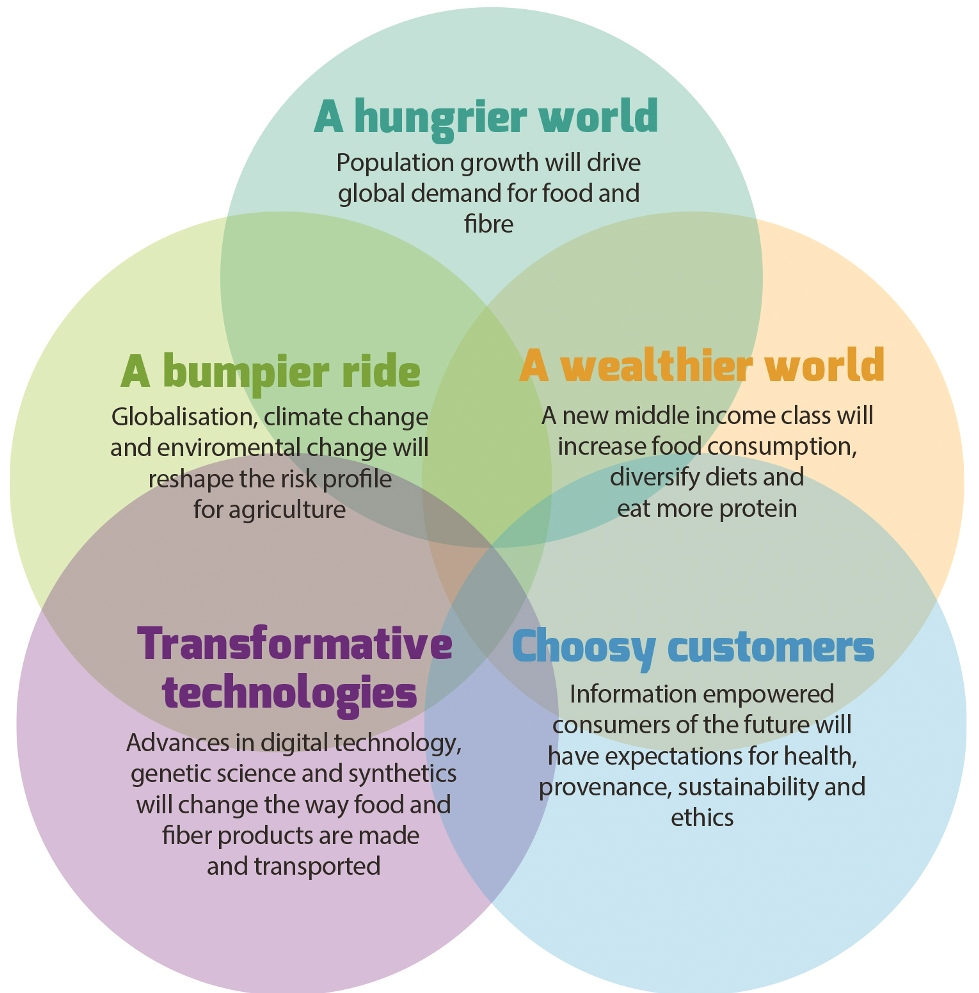 A hungrier world
Population growth will drive
global demand for food and
fibre
A bumpier ride
Globalisation, climate change
and enviromental change will
reshape the risk profile
for agriculture
A wealthier world
A new middle income class will
increase food consumption,
diversify diets and
eat more protein
Transformative
technologies
Advances in digital technology,
genetic science and synthetics
will change the way food and
fiber products are made
and transported
Choosy customers
Information empowered
consumers of the future will
have expectations for health,
provenance, sustainability and
ethics